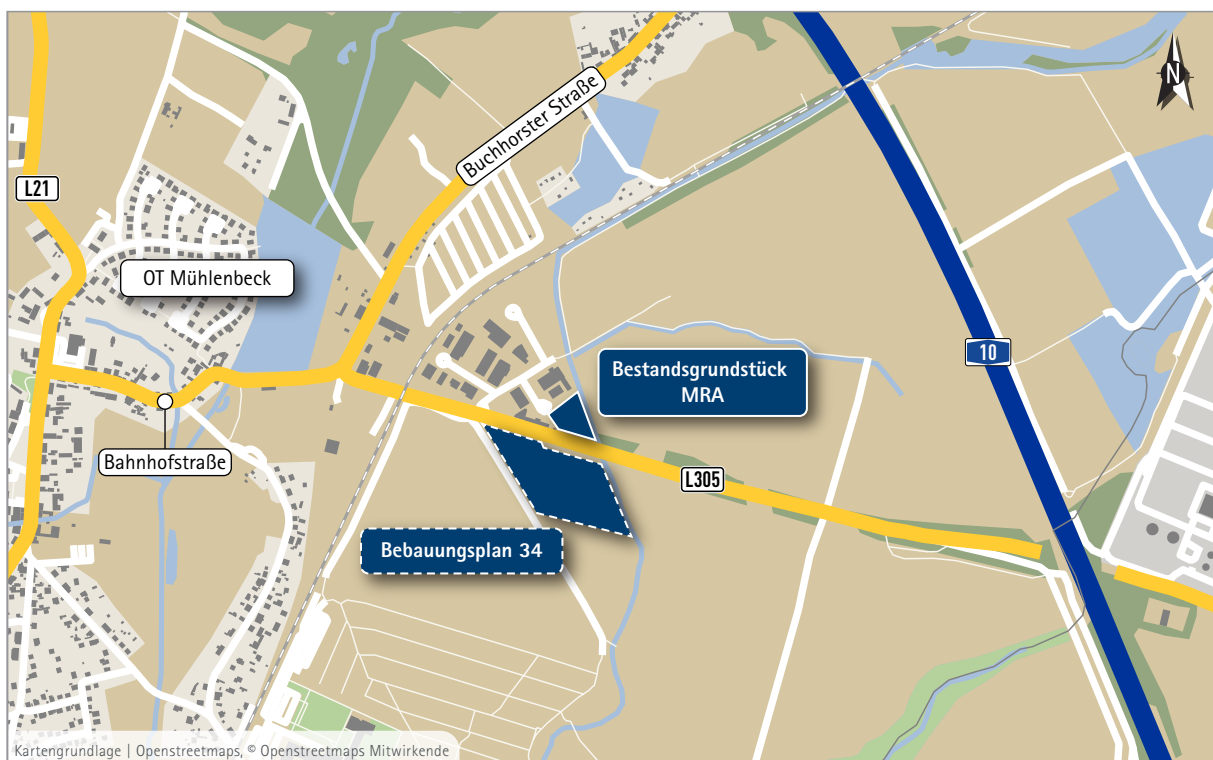 N
Buchhorster Straße
L21
OT Mühlenbeck
10
Bestandsgrundstück
MRA
Bahnhofstraße
L305
Bebauungsplan 34
Kartengrundlage | Openstreetmaps, © Openstreetmaps Mitwirkende